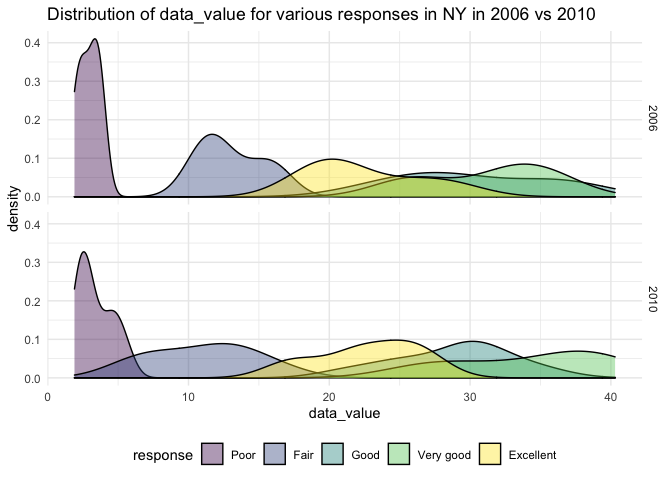 Distribution of data_value for various responses in NY in 2006 vs 2010
0.4
0.3
0.2
0.1
0.0
2006
density
0.4
0.3
0.2
0.1
0.0
2010
0 10 20 30 40
data_value
response Poor Fair Good Very good Excellent